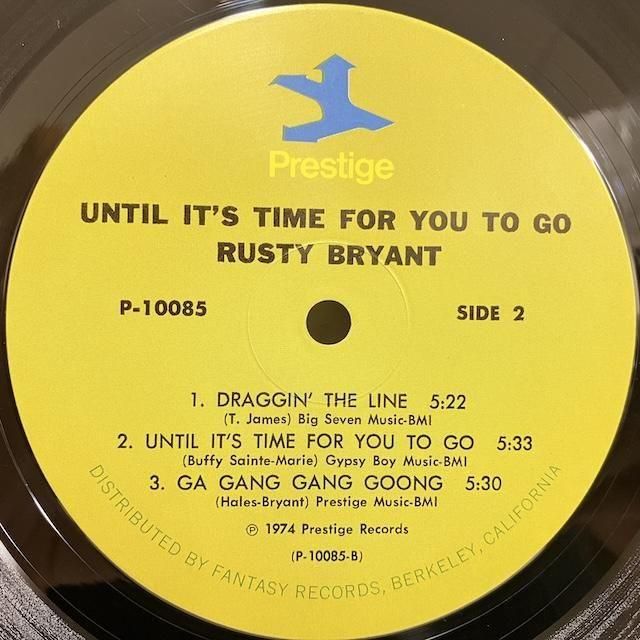 Prestige
UNTIL IT'S TIME FOR YOU TO GO
RUSTY BRYANT
P-10085
SIDE 2
1. DRAGGIN' THE LINE 5:22
(T. James) Big Seven Music-BMI
2. UNTIL IT'S TIME FOR YOU TO GO 5:33
(Buffy Sainte-Marie) Gypsy Boy Music-BMI
3. GA GANG GANG GOONG 5:30
(Hales-Bryant) Prestige Music-BMI
℗ 1974 Prestige Records
(P-10085-B)
DISTRIBUTED BY FANTASY RECORDS, BERKELEY, CALIFORNIA